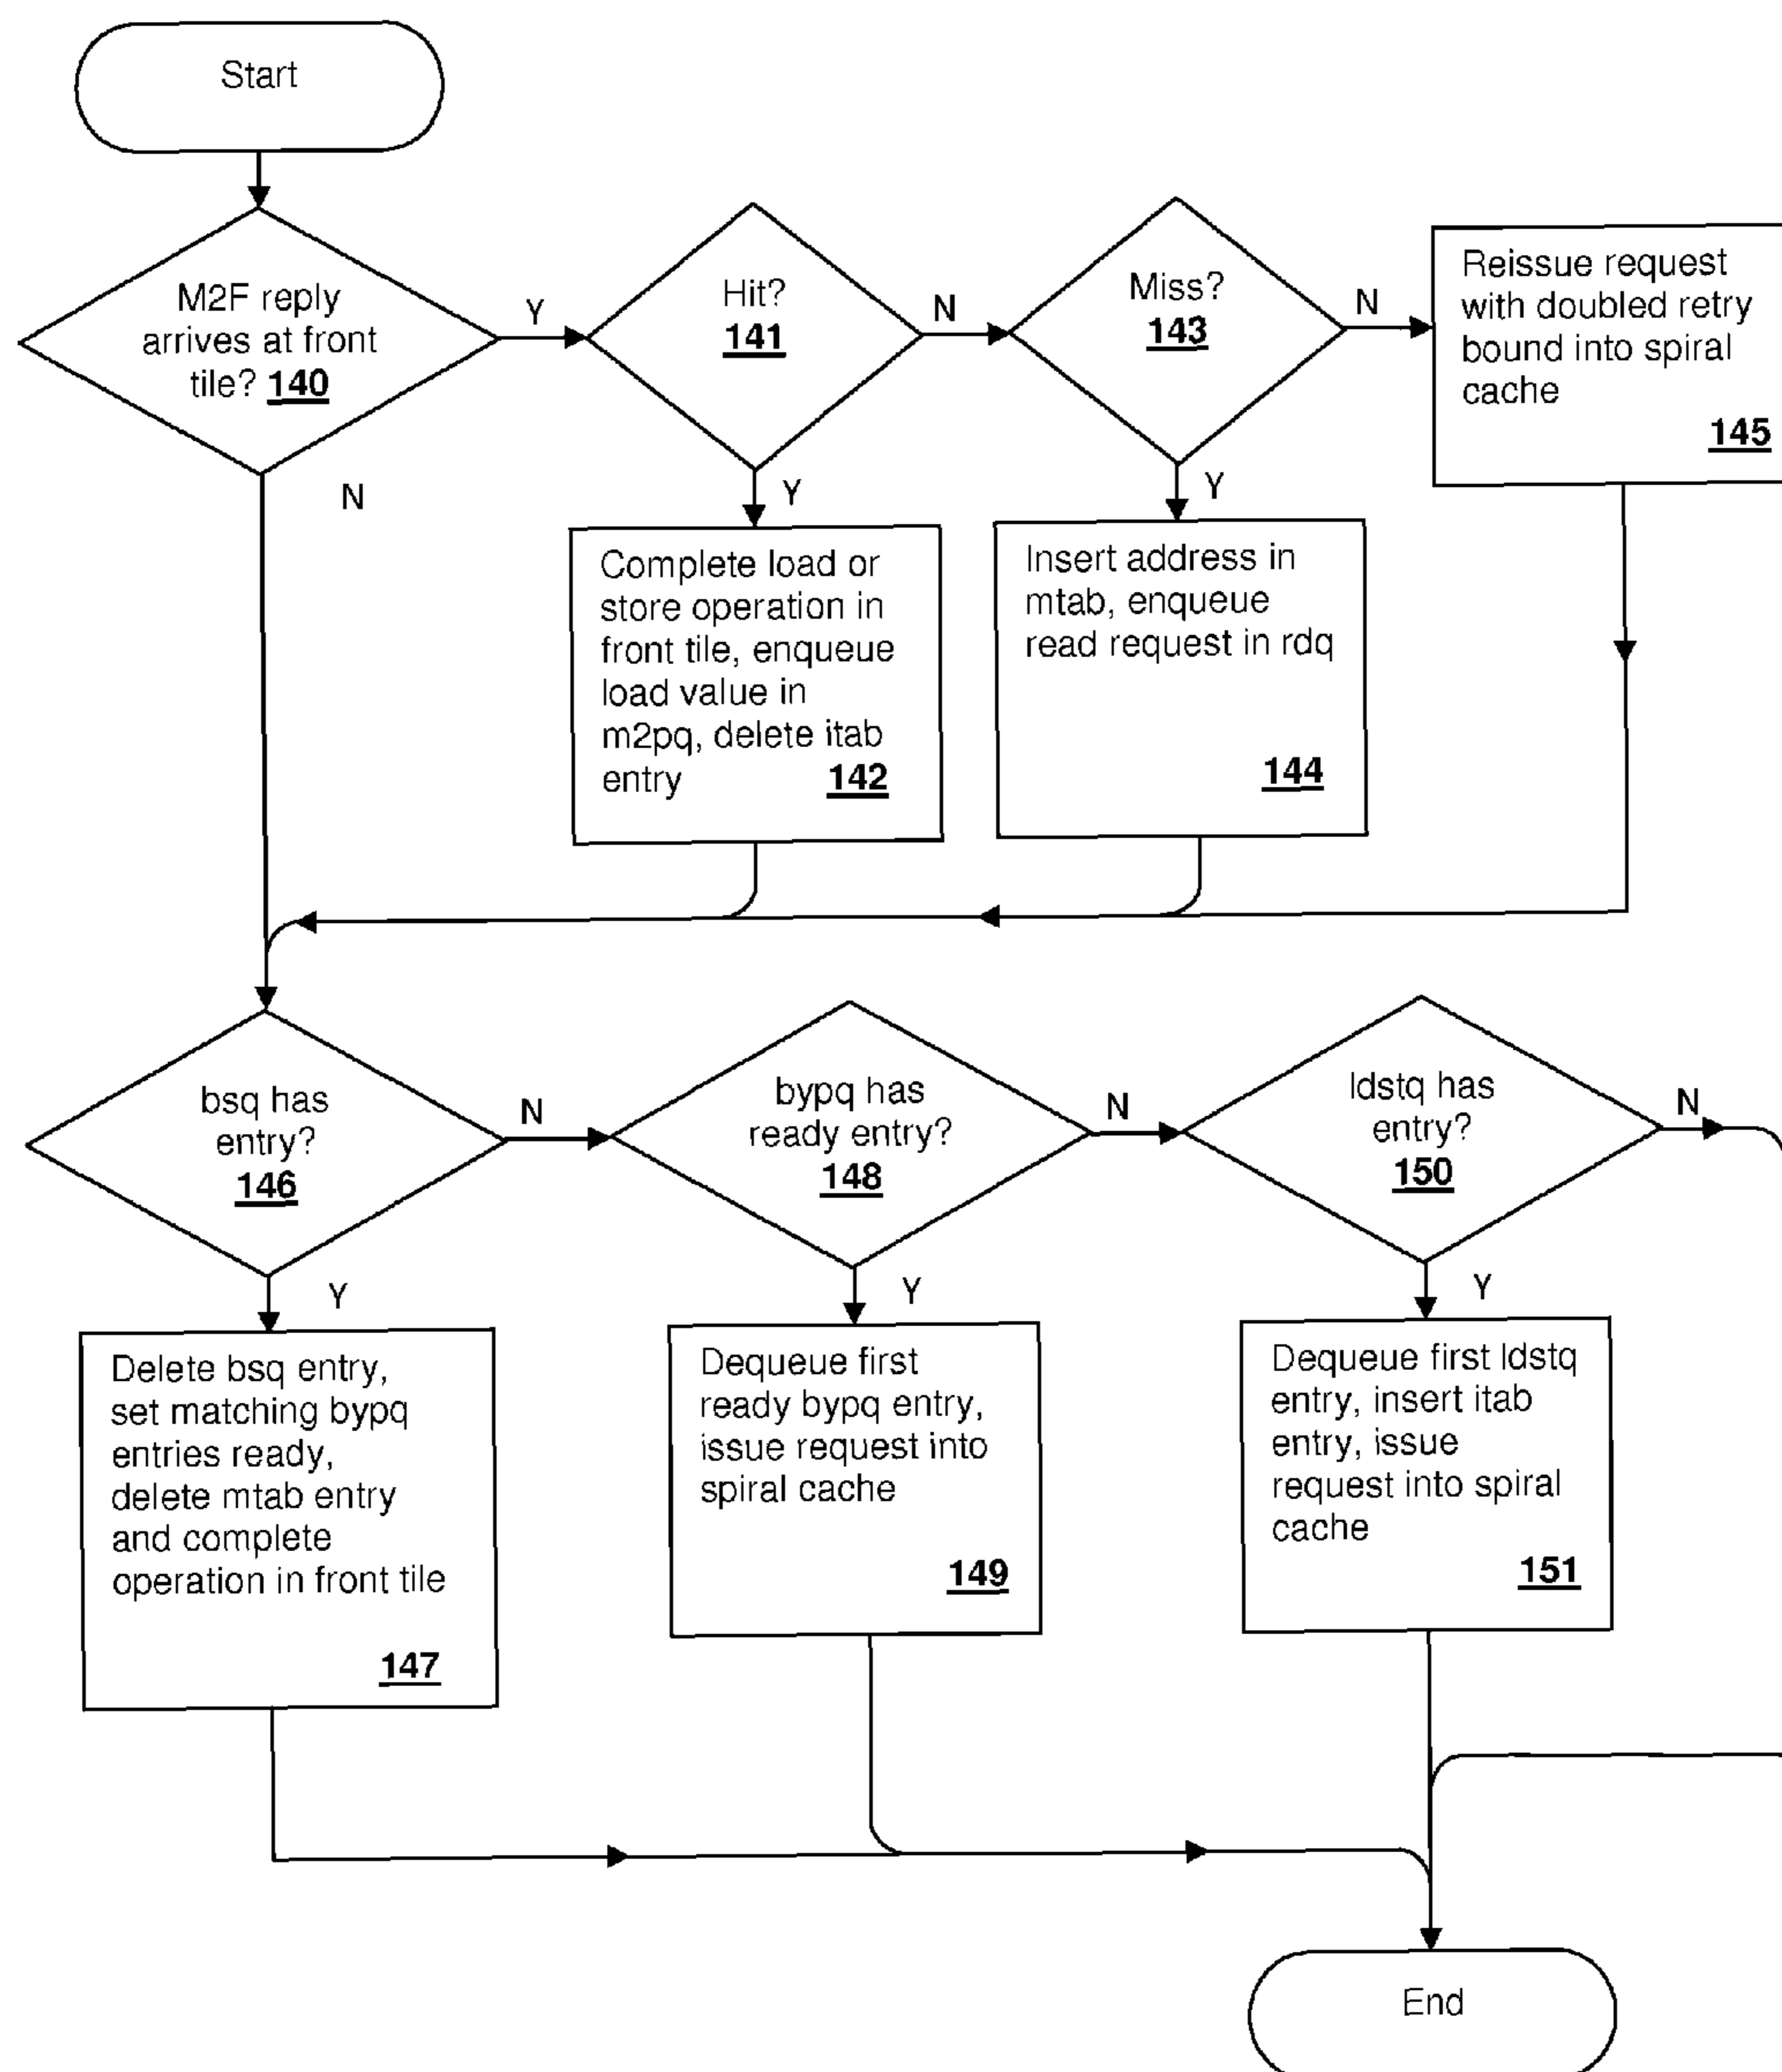 Start
M2F reply
arrives at front
tile? 140
Y
N
Hit?
141
N
Y
Miss?
143
N
Y
Reissue request
with doubled retry
bound into spiral
cache
145
Complete load or
store operation in
front tile, enqueue
load value in
m2pq, delete itab
entry 142
Insert address in
mtab, enqueue
read request in rdq
144
bsq has
entry?
146
N
Y
bypq has
ready entry?
148
N
Y
ldstq has
entry?
150
N
Y
Delete bsq entry,
set matching bypq
entries ready,
delete mtab entry
and complete
operation in front tile
147
Dequeue first
ready bypq entry,
issue request into
spiral cache
149
Dequeue first ldstq
entry, insert itab
entry, issue
request into spiral
cache
151
End